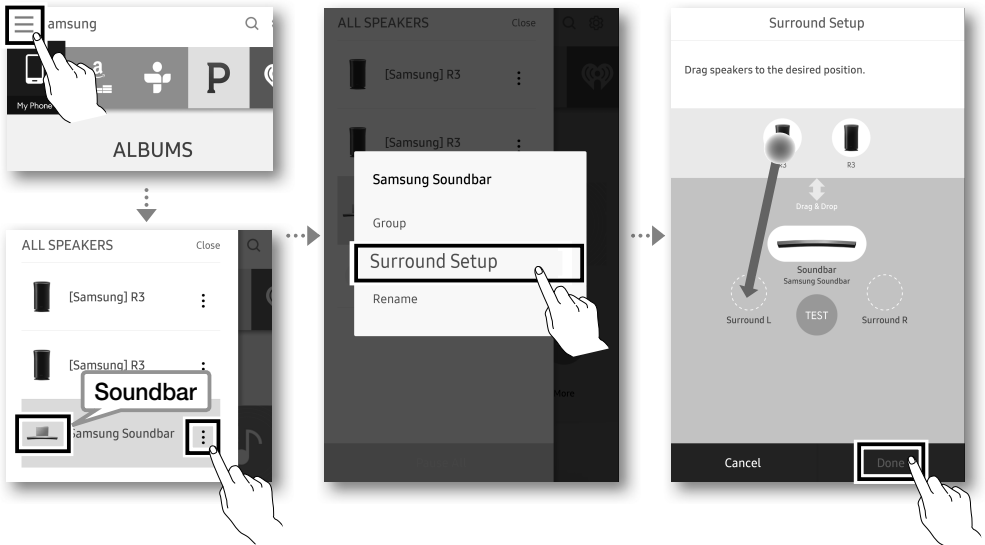 amsung
P
My Phone
ALBUMS
ALL SPEAKERS Close
[Samsung] R3
[Samsung] R3
Soundbar
Samsung Soundbar
ALL SPEAKERS Close
[Samsung] R3
[Samsung] R3
Samsung Soundbar
Group
Surround Setup
Rename
More
Surround Setup
Drag speakers to the desired position.
R3 R3
Drag & Drop
Soundbar
Samsung Soundbar
Surround L TEST Surround R
Cancel Done